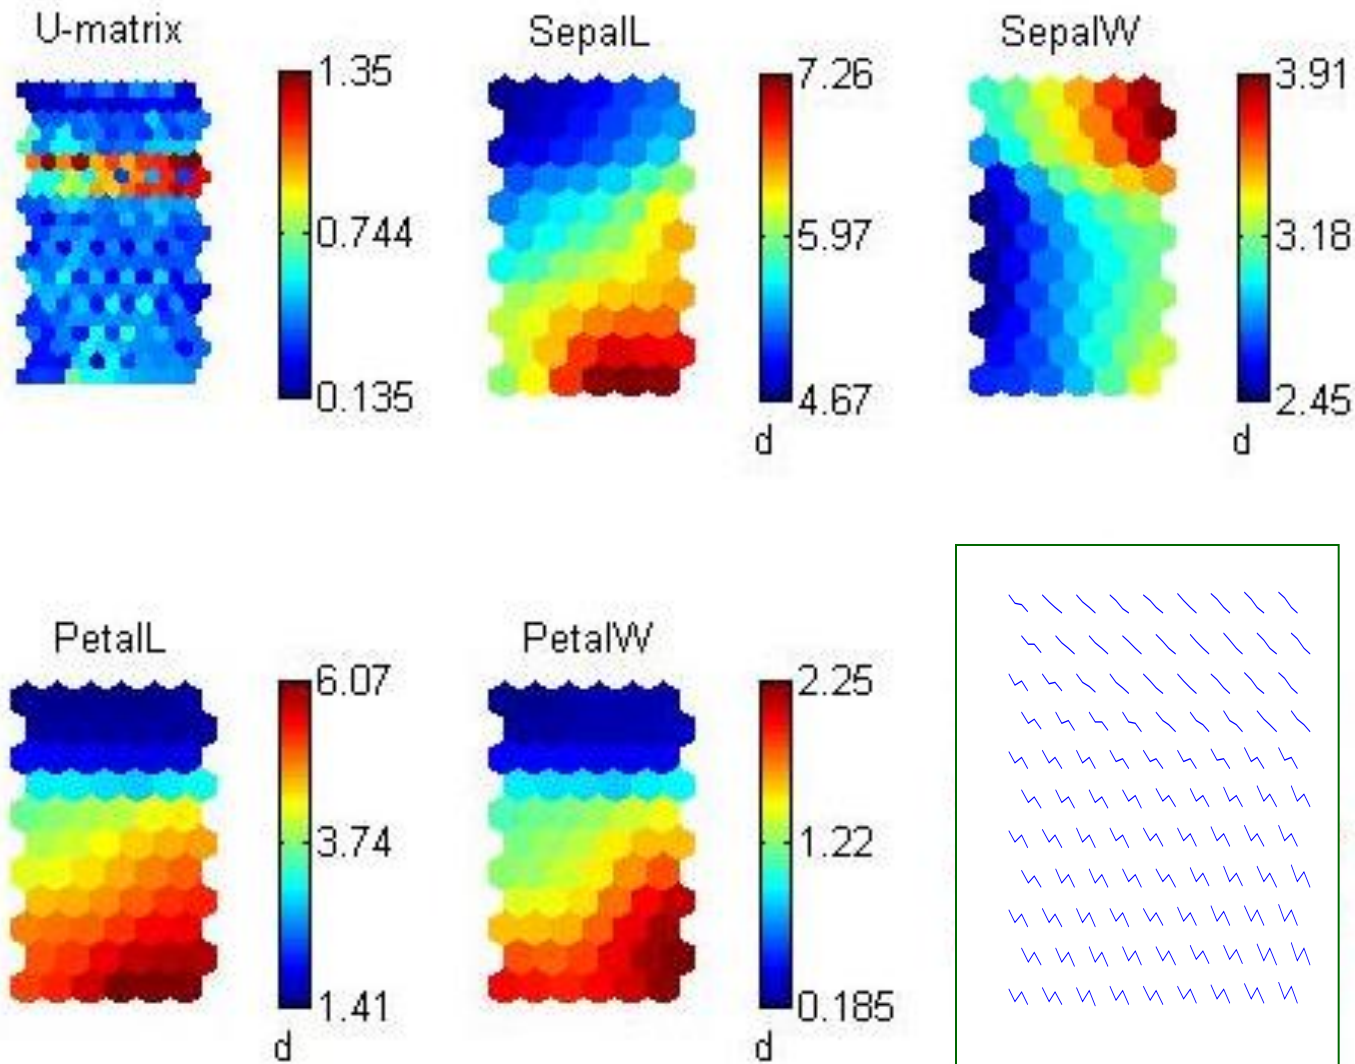 U-matrix
1.35
0.744
0.135
SepalL
7.26
5.97
4.67
d
SepalW
3.91
3.18
2.45
d
PetalL
6.07
3.74
1.41
d
PetalW
2.25
1.22
0.185
d